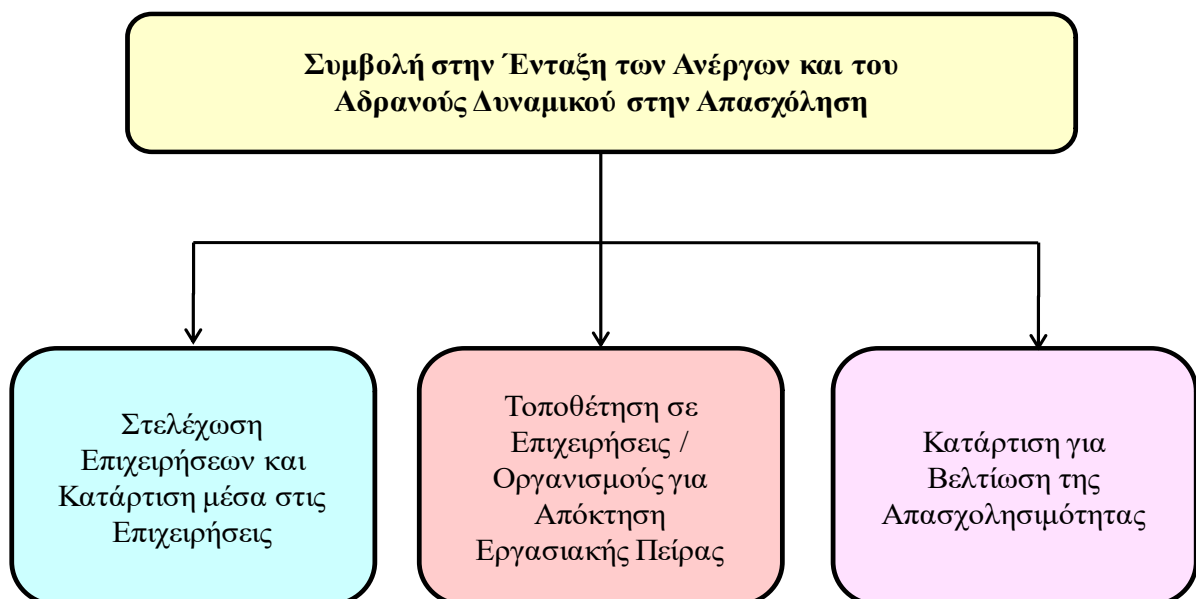 Συμβολή στην Ένταξη των Ανέργων και του
Αδρανούς Δυναμικού στην Απασχόληση
Στελέχωση
Επιχειρήσεων και
Κατάρτιση μέσα στις
Επιχειρήσεις
Τοποθέτηση σε
Επιχειρήσεις /
Οργανισμούς για
Απόκτηση
Εργασιακής Πείρας
Κατάρτιση για
Βελτίωση της
Απασχολησιμότητας